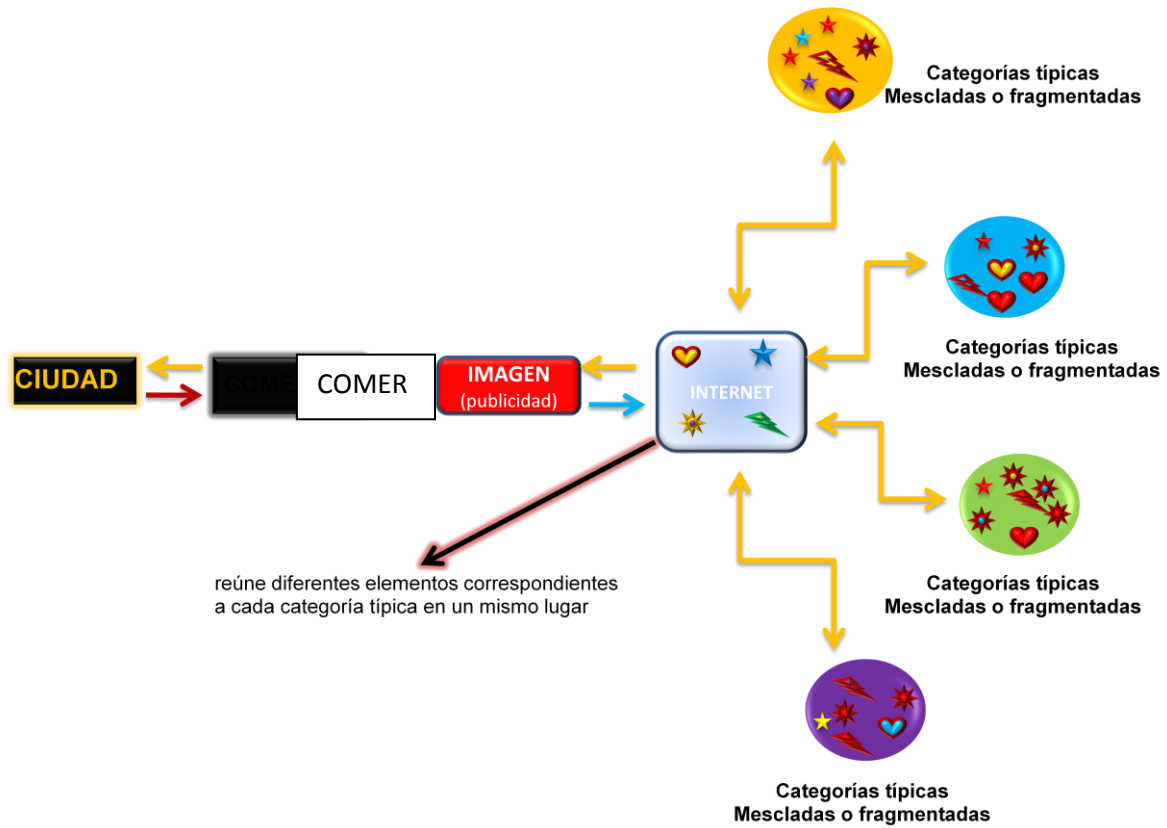 Categorías típicas
Mescladas o fragmentadas
Categorías típicas
Mescladas o fragmentadas
CIUDAD
COME
COMER
IMAGEN
(publicidad)
INTERNET
reúne diferentes elementos correspondientes
a cada categoría típica en un mismo lugar
Categorías típicas
Mescladas o fragmentadas
Categorías típicas
Mescladas o fragmentadas